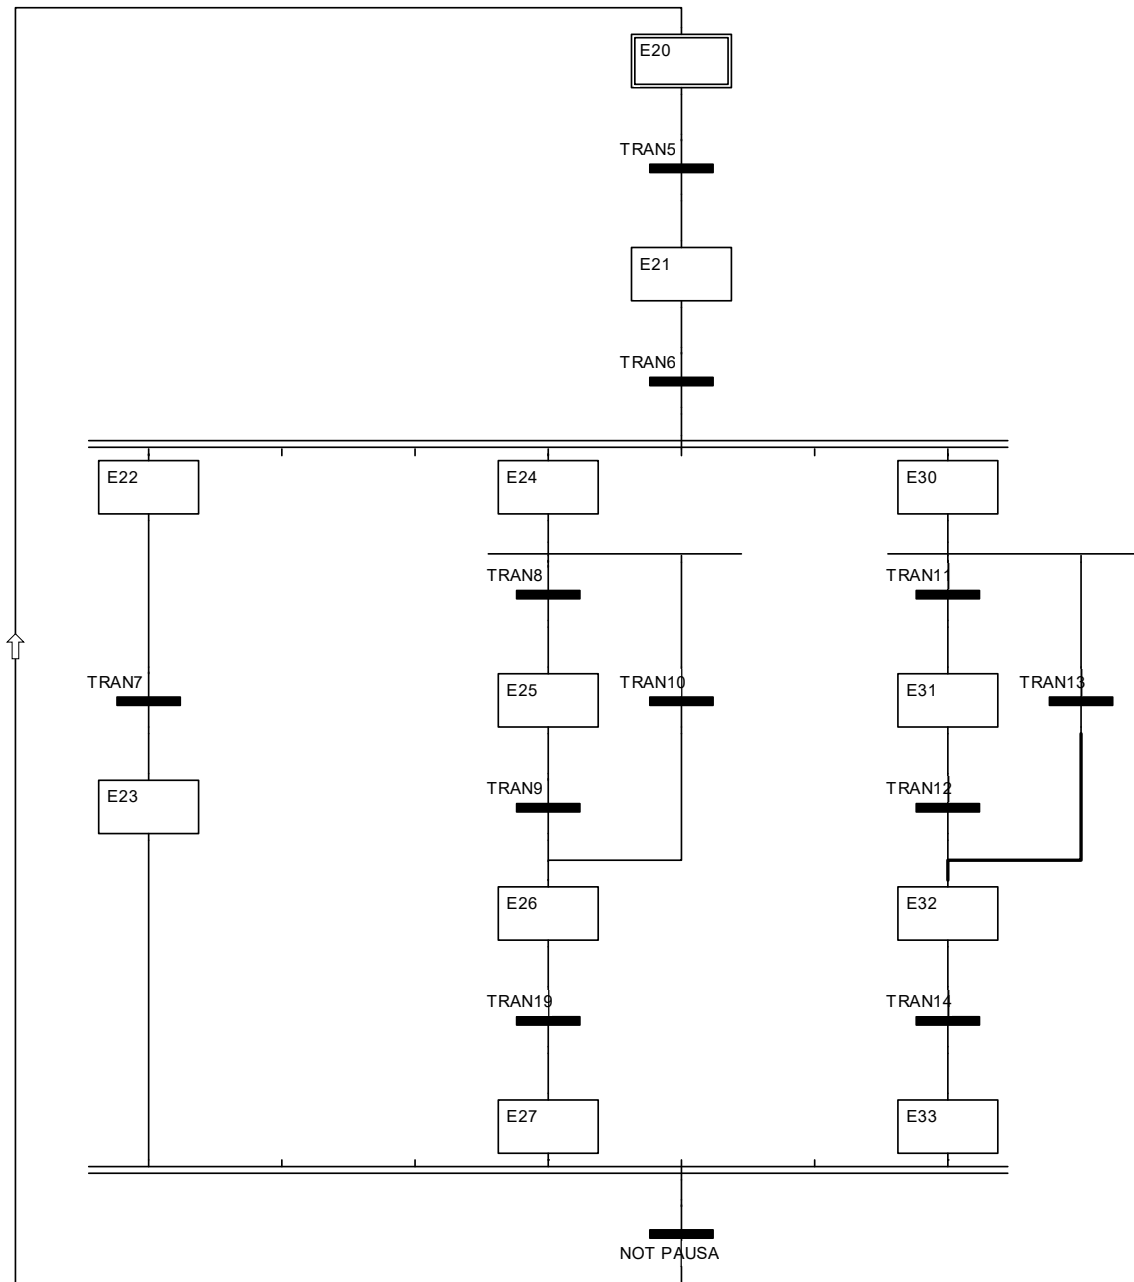 E20
TRAN5
E21
TRAN6
E22
E24
E30
TRAN8
TRAN11
TRAN7
E25
TRAN10
E31
TRAN13
E23
TRAN9
TRAN12
E26
E32
TRAN19
TRAN14
E27
E33
NOT PAUSA